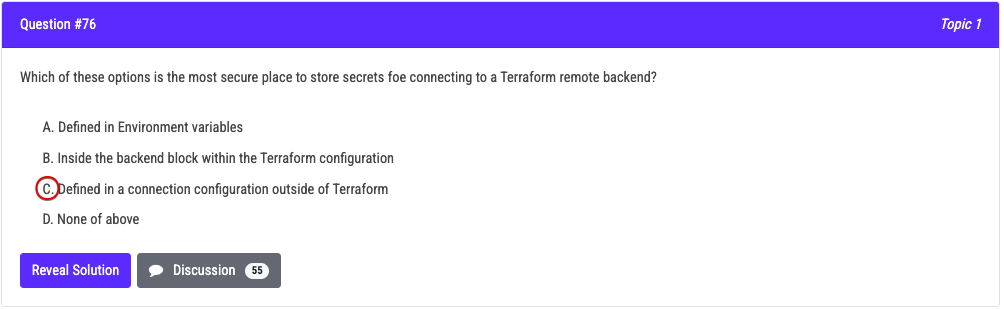 Question #76 Topic 1
Which of these options is the most secure place to store secrets foe connecting to a Terraform remote backend?
A. Defined in Environment variables
B. Inside the backend block within the Terraform configuration
C. Defined in a connection configuration outside of Terraform
D. None of above
Reveal Solution Discussion 55